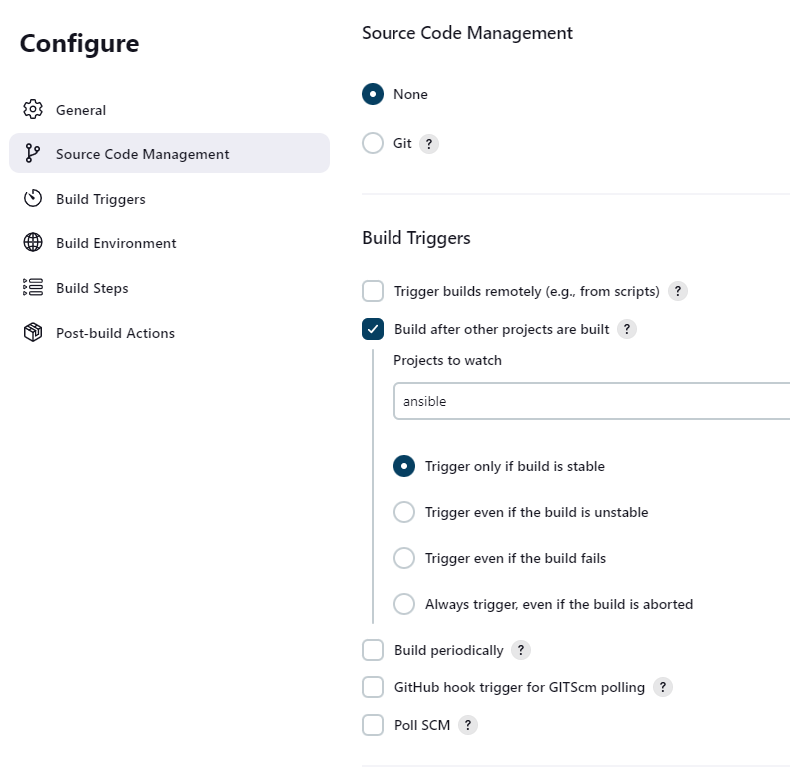 Configure
General
Source Code Management
Build Triggers
Build Environment
Build Steps
Post-build Actions
Source Code Management
None
Git ?
Build Triggers
Trigger builds remotely (e.g., from scripts) ?
Build after other projects are built ?
Projects to watch
ansible
Trigger only if build is stable
Trigger even if the build is unstable
Trigger even if the build fails
Always trigger, even if the build is aborted
Build periodically ?
GitHub hook trigger for GITScm polling ?
Poll SCM ?